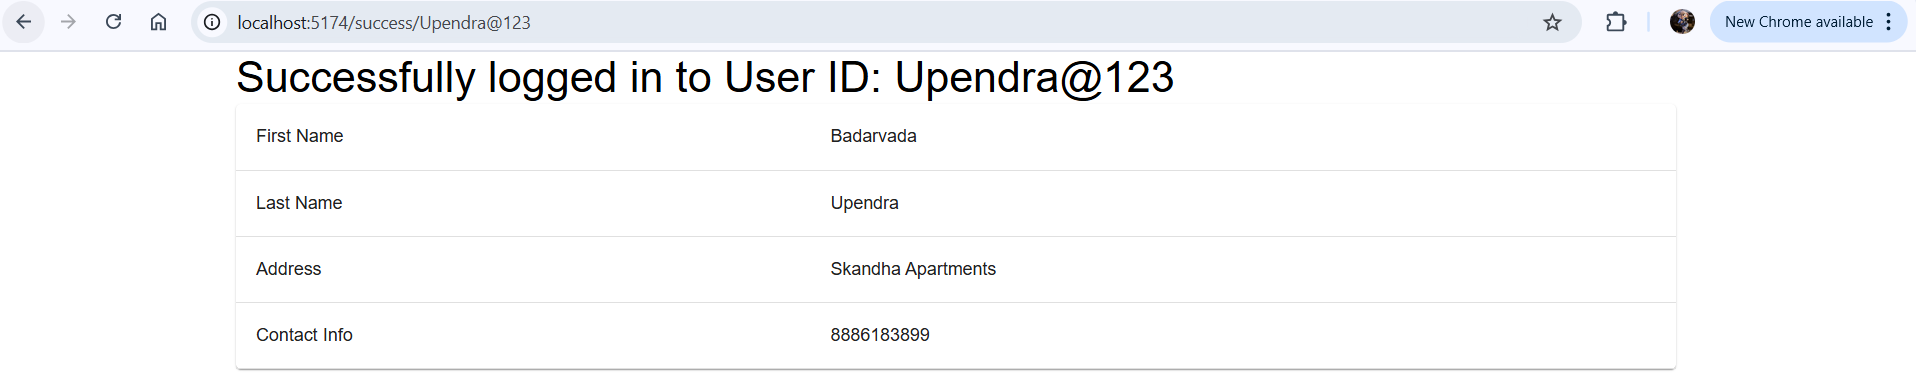 localhost:5174/success/Upendra@123
New Chrome available
Successfully logged in to User ID: Upendra@123
First Name Badarvada
Last Name Upendra
Address Skandha Apartments
Contact Info 8886183899